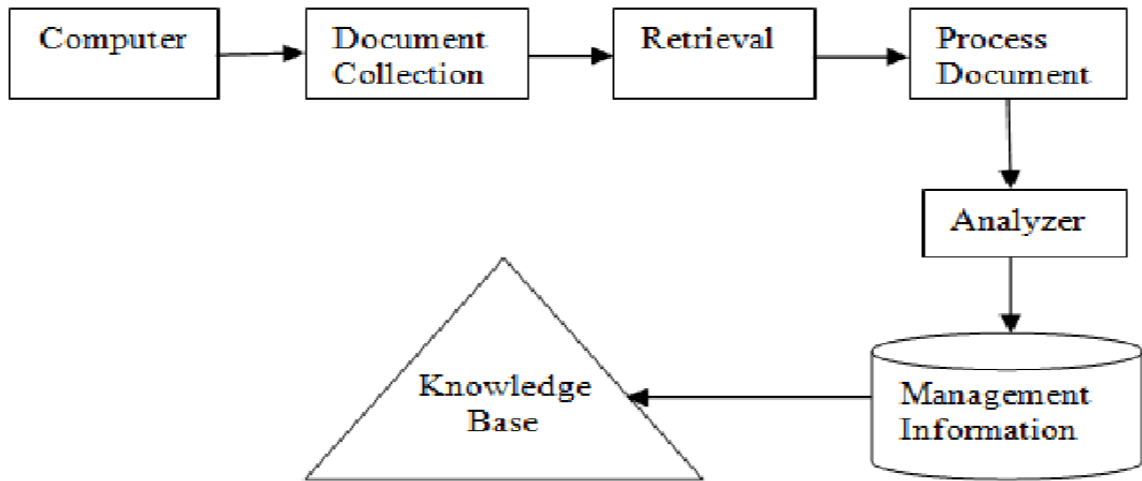 Computer
Document
Collection
Retrieval
Process
Document
Analyzer
Management
Information
Knowledge
Base